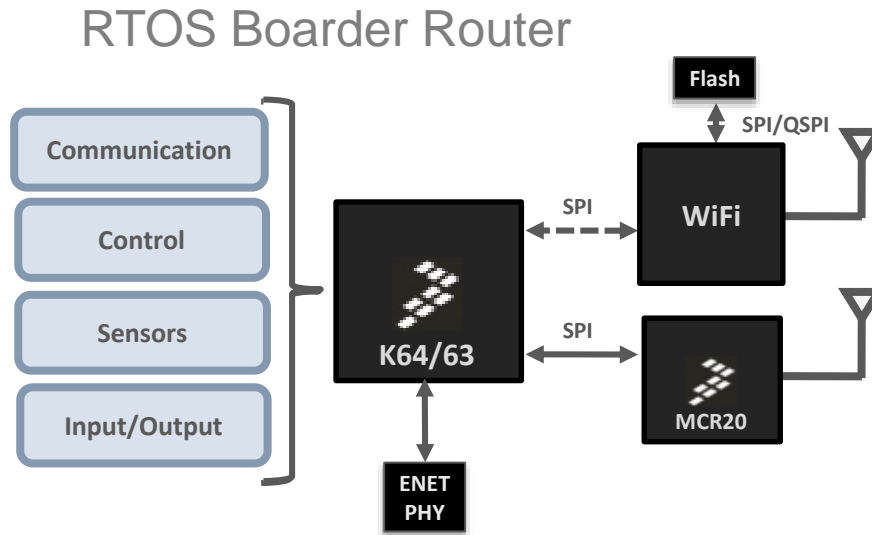 RTOS Boarder Router
Flash
SPI/QSPI
Communication
Control
Sensors
Input/Output
SPI
WiFi
K64/63
SPI
MCR20
ENET
PHY